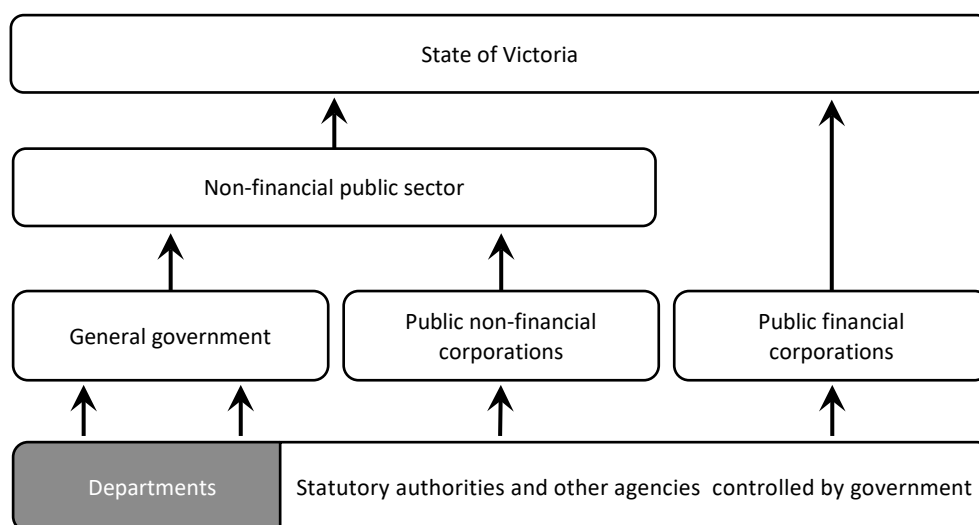 State of Victoria
Non-financial public sector
General government
Public non-financial
corporations
Public financial
corporations
Departments
Statutory authorities and other agencies  controlled by government